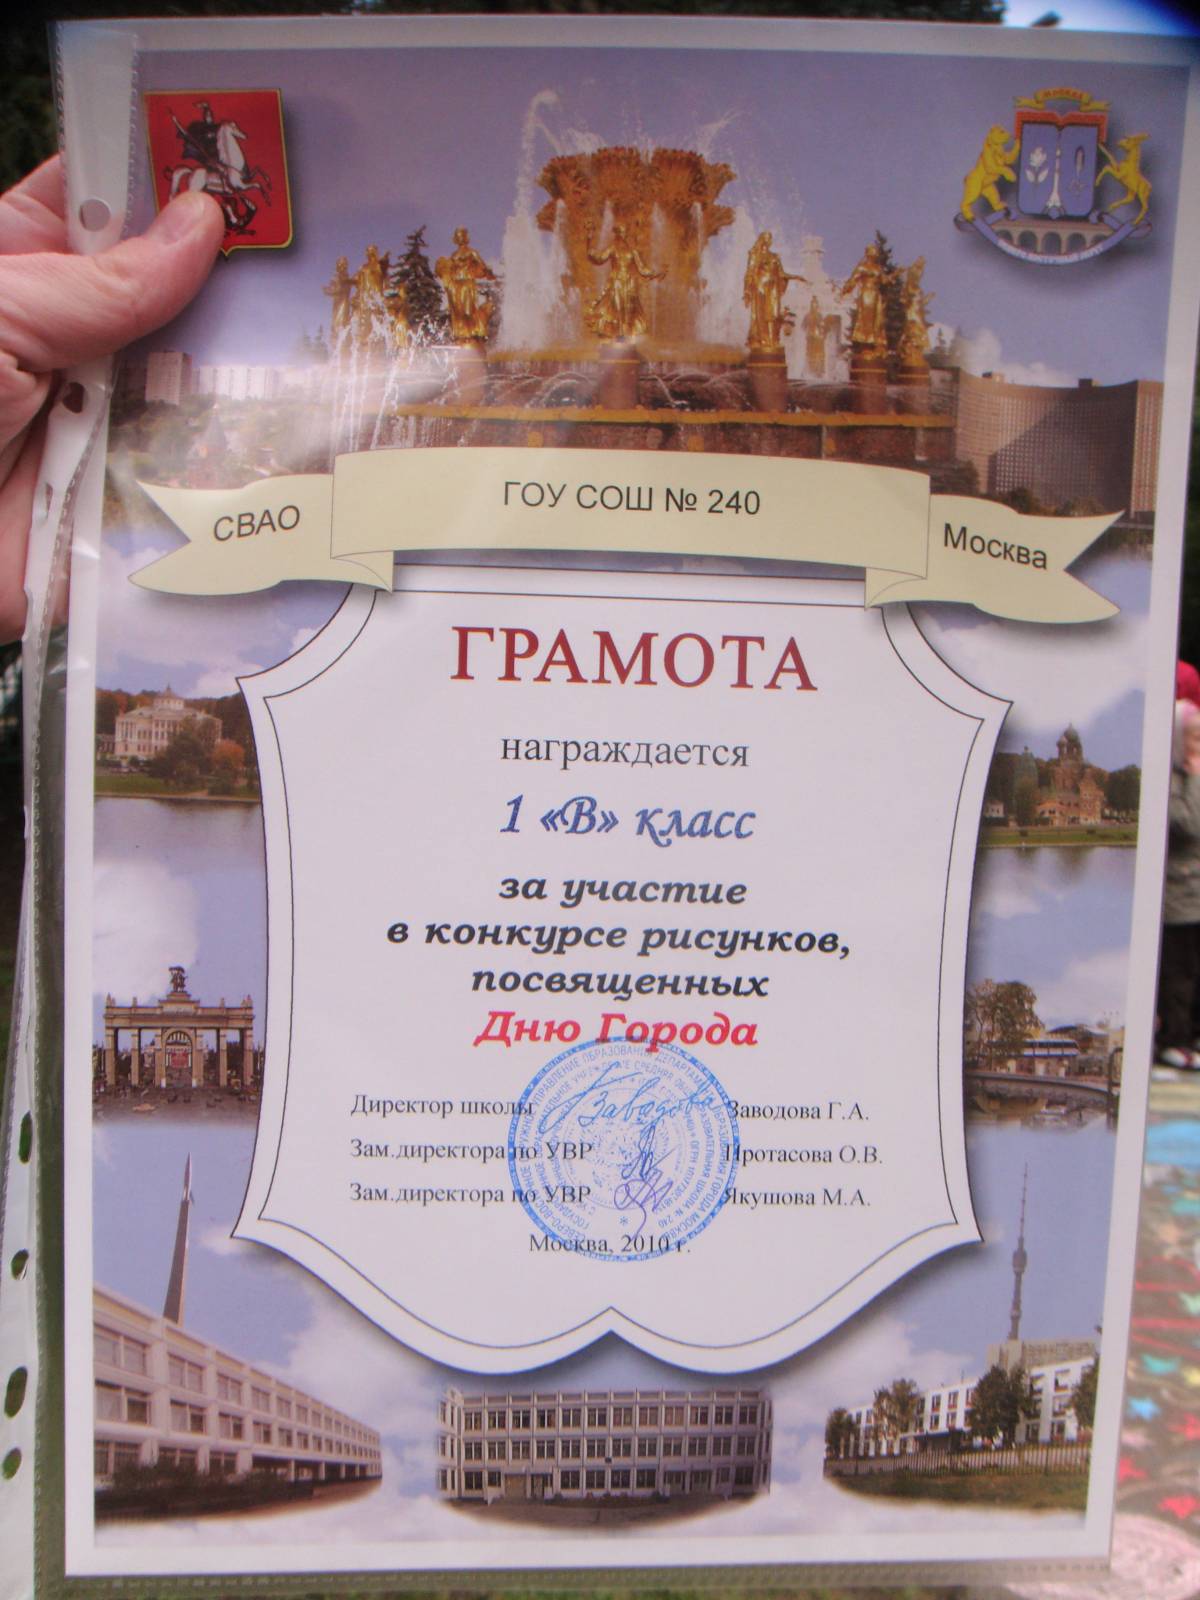 МОСКВА
СВАО
ГОУ СОШ № 240
Москва
ГРАМОТА
награждается
1 «В» класс
за участие
в конкурсе рисунков,
посвященных
Дню Города
Директор школы Заводова Г.А.
Зам.директора по УВР Протасова О.В.
Зам.директора по УВР Якушова М.А.
Москва, 2010 г.